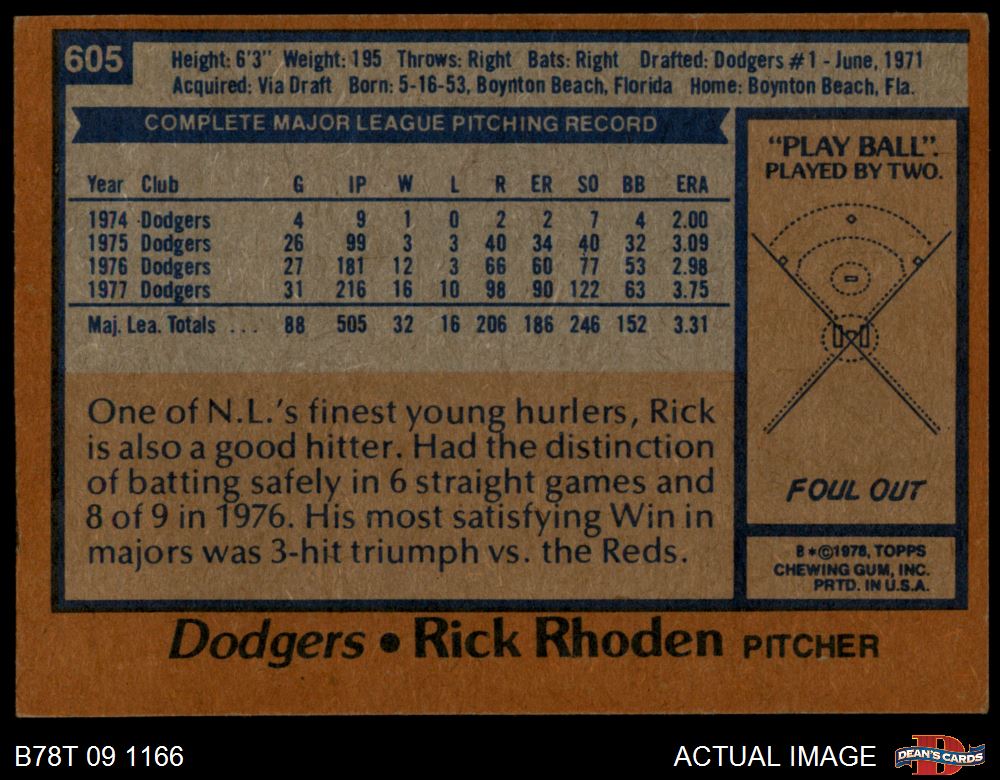 605
Height: 6'3" Weight: 195 Throws: Right Bats: Right Drafted: Dodgers #1 - June, 1971
Acquired: Via Draft Born: 5-16-53, Boynton Beach, Florida Home: Boynton Beach, Fla.
COMPLETE MAJOR LEAGUE PITCHING RECORD
Year Club G IP W L R ER SO BB ERA
1974 Dodgers 4 9 1 0 2 2 7 4 2.00
1975 Dodgers 26 99 3 3 40 34 40 32 3.09
1976 Dodgers 27 181 12 3 66 60 77 53 2.98
1977 Dodgers 31 216 16 10 98 90 122 63 3.75
Maj. Lea. Totals ... 88 505 32 16 206 186 246 152 3.31
One of N.L.'s finest young hurlers, Rick
is also a good hitter. Had the distinction
of batting safely in 6 straight games and
8 of 9 in 1976. His most satisfying Win in
majors was 3-hit triumph vs. the Reds.
"PLAY BALL".
PLAYED BY TWO.
FOUL OUT
B*©1978, TOPPS
CHEWING GUM, INC.
PRTD. IN U.S.A.
Dodgers • Rick Rhoden PITCHER
B78T 09 1166
ACTUAL IMAGE
DEAN'S CARDS